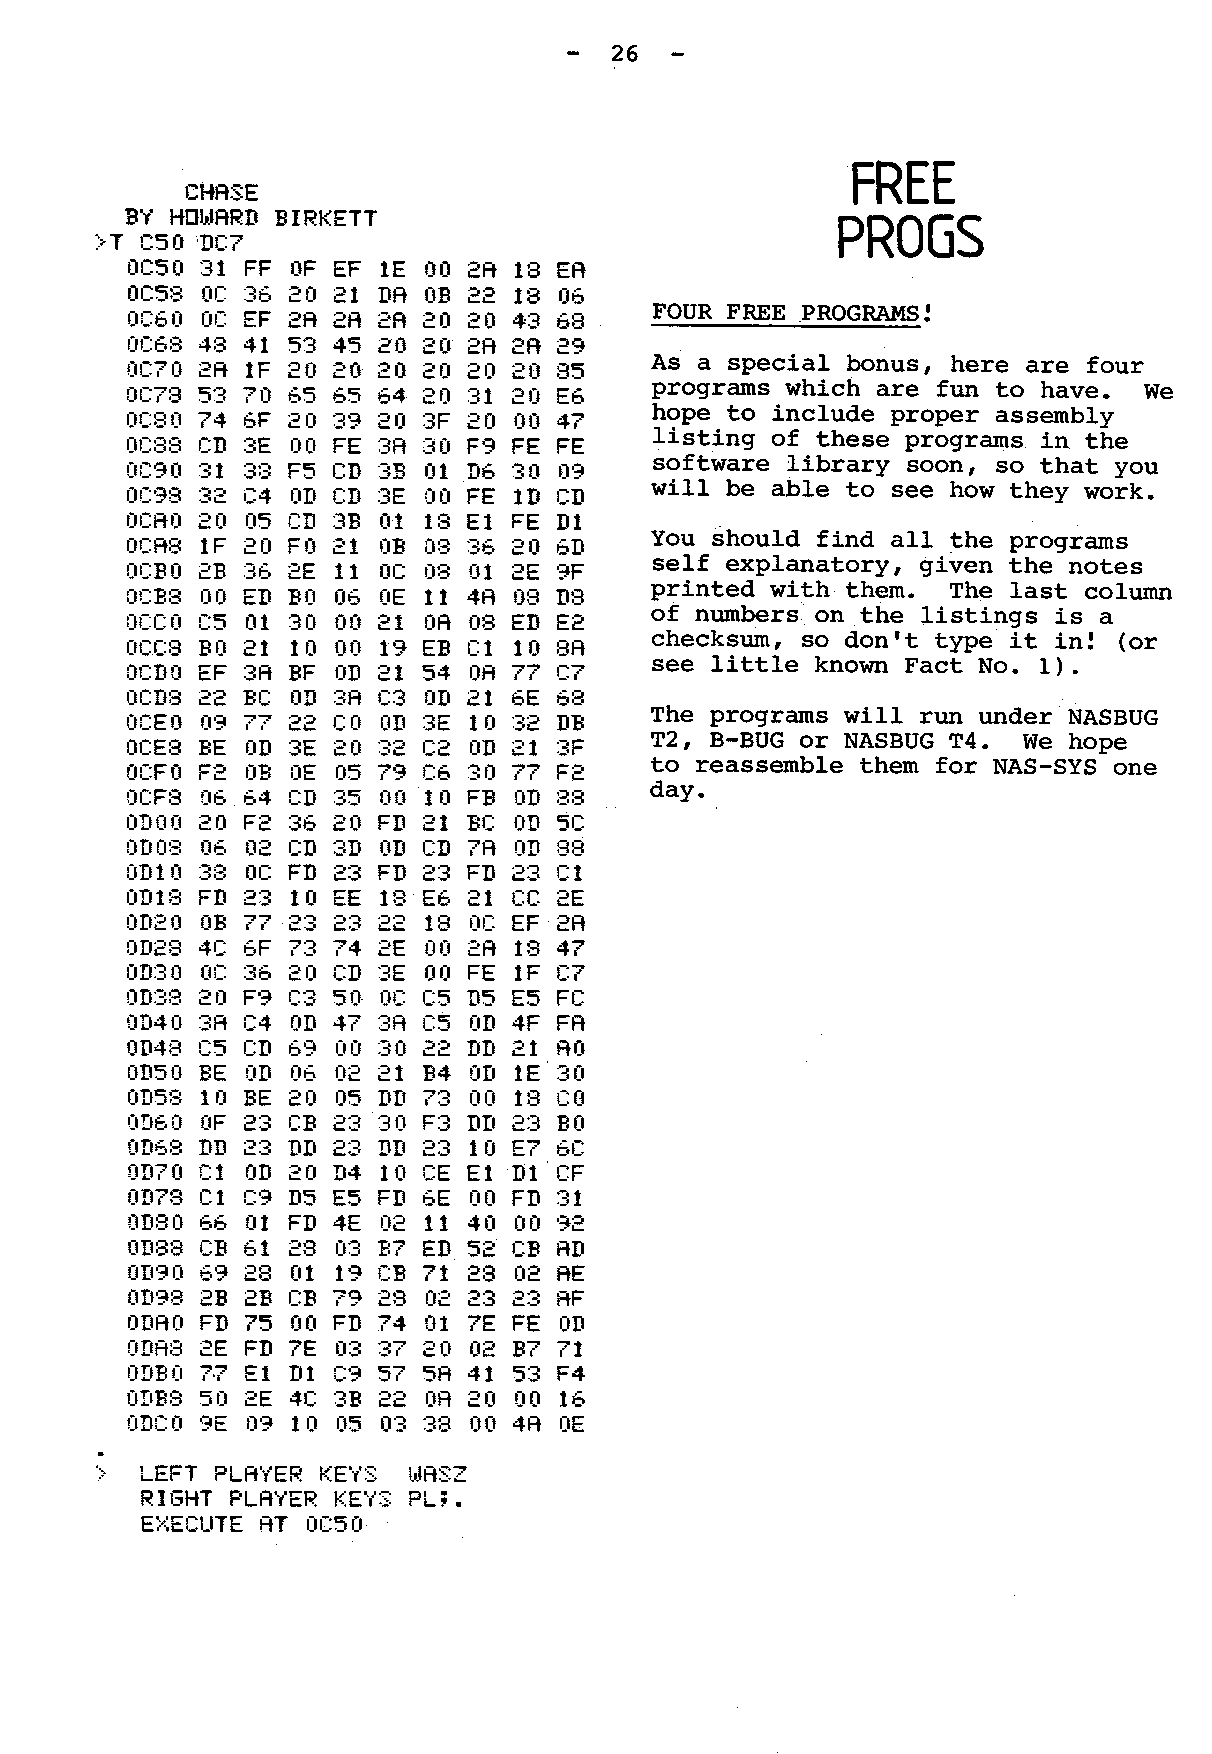 - 26 -
CHASE
BY HOWARD BIRKETT
>T C50 DC7
0C50 31 FF 0F EF 1E 00 2A 18 EA
0C58 0C 36 20 21 DA 0B 22 18 06
0C60 0C EF 2A 2A 2A 20 20 43 68
0C68 48 41 53 45 20 20 2A 2A 29
0C70 2A 1F 20 20 20 20 20 20 85
0C78 53 70 65 65 64 20 31 20 E6
0C80 74 6F 20 39 20 3F 20 00 47
0C88 CD 3E 00 FE 3A 30 F9 FE FE
0C90 31 38 F5 CD 3B 01 D6 30 09
0C98 32 C4 0D CD 3E 00 FE 1D CD
0CA0 20 05 CD 3B 01 18 E1 FE D1
0CA8 1F 20 F0 21 0B 08 36 20 6D
0CB0 2B 36 2E 11 0C 08 01 2E 9F
0CB8 00 ED B0 06 0E 11 4A 08 D8
0CC0 C5 01 30 00 21 0A 08 ED E2
0CC8 B0 21 10 00 19 EB C1 10 8A
0CD0 EF 3A BF 0D 21 54 0A 77 C7
0CD8 22 BC 0D 3A C3 0D 21 6E 68
0CE0 09 77 22 C0 0D 3E 10 32 DB
0CE8 BE 0D 3E 20 32 C2 0D 21 3F
0CF0 F2 0B 0E 05 79 C6 30 77 F2
0CF8 06 64 CD 35 00 10 FB 0D 88
0D00 20 F2 36 20 FD 21 BC 0D 5C
0D08 06 02 CD 3D 0D CD 7A 0D 88
0D10 38 0C FD 23 FD 23 FD 23 C1
0D18 FD 23 10 EE 18 E6 21 CC 2E
0D20 0B 77 23 23 22 18 0C EF 2A
0D28 4C 6F 73 74 2E 00 2A 18 47
0D30 0C 36 20 CD 3E 00 FE 1F C7
0D38 20 F9 C3 50 0C C5 D5 E5 FC
0D40 3A C4 0D 47 3A C5 0D 4F FA
0D48 C5 CD 69 00 30 22 DD 21 A0
0D50 BE 0D 06 02 21 B4 0D 1E 30
0D58 10 BE 20 05 DD 73 00 18 C0
0D60 0F 23 CB 23 30 F3 DD 23 B0
0D68 DD 23 DD 23 DD 23 10 E7 6C
0D70 C1 0D 20 D4 10 CE E1 D1 CF
0D78 C1 C9 D5 E5 FD 6E 00 FD 31
0D80 66 01 FD 4E 02 11 40 00 92
0D88 CB 61 28 03 B7 ED 52 CB AD
0D90 69 28 01 19 CB 71 28 02 AE
0D98 2B 2B CB 79 28 02 23 23 AF
0DA0 FD 75 00 FD 74 01 7E FE 0D
0DA8 2E FD 7E 03 37 20 02 B7 71
0DB0 77 E1 D1 C9 57 5A 41 53 F4
0DB8 50 2E 4C 3B 22 0A 20 00 16
0DC0 9E 09 10 05 03 38 00 4A 0E
.
> LEFT PLAYER KEYS WASZ
RIGHT PLAYER KEYS PL;.
EXECUTE AT 0C50
FREE
PROGS
FOUR FREE PROGRAMS!
As a special bonus, here are four
programs which are fun to have. We
hope to include proper assembly
listing of these programs in the
software library soon, so that you
will be able to see how they work.
You should find all the programs
self explanatory, given the notes
printed with them. The last column
of numbers on the listings is a
checksum, so don't type it in! (or
see little known Fact No. 1).
The programs will run under NASBUG
T2, B-BUG or NASBUG T4. We hope
to reassemble them for NAS-SYS one
day.